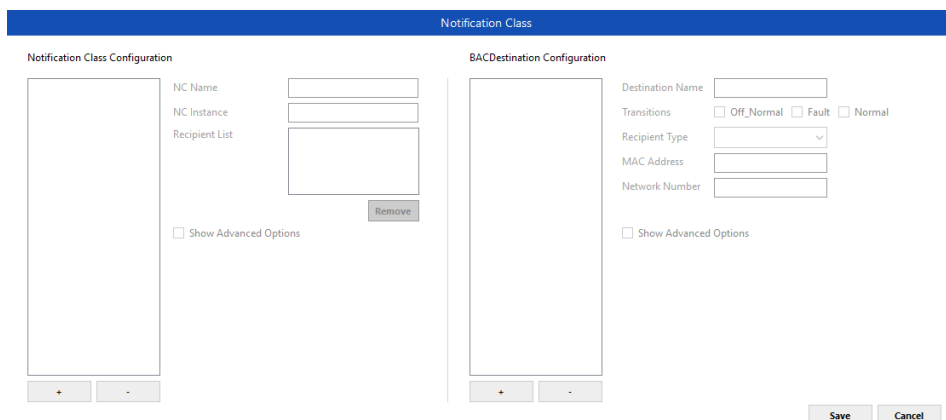 Notification Class
Notification Class Configuration
NC Name
NC Instance
Recipient List
Remove
Show Advanced Options
+ -
BACDestination Configuration
Destination Name
Transitions Off_Normal Fault Normal
Recipient Type
MAC Address
Network Number
Show Advanced Options
+ -
Save Cancel